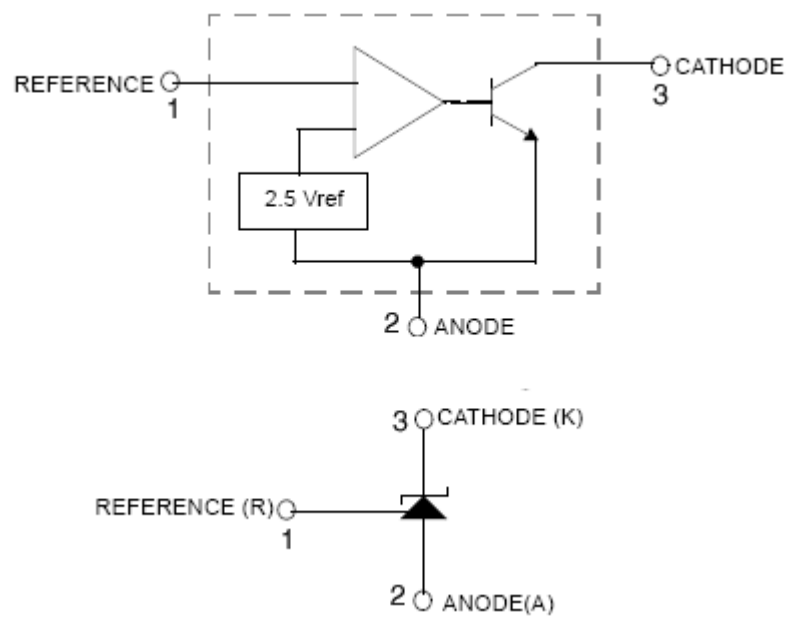 REFERENCE
1
CATHODE
3
2.5 Vref
2
ANODE
3
CATHODE (K)
REFERENCE (R)
1
2
ANODE(A)